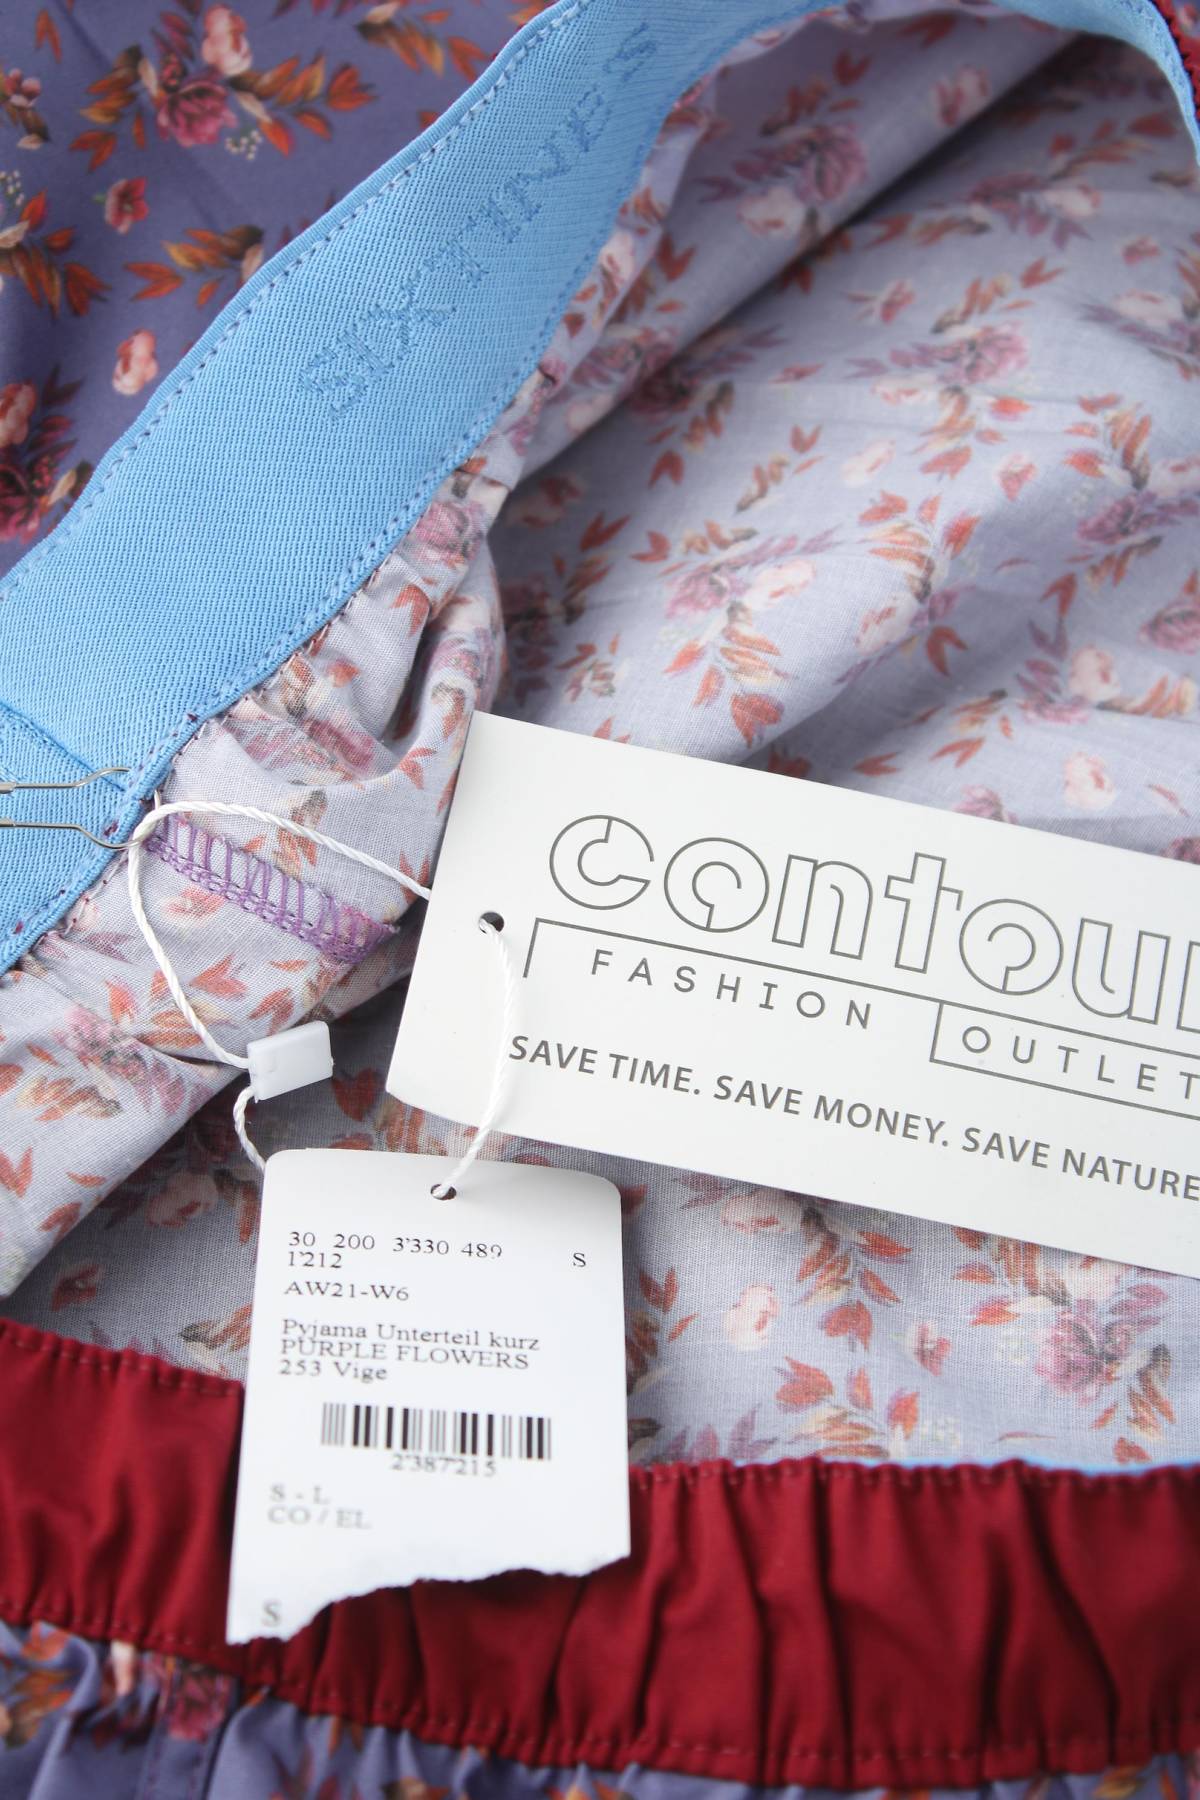 SIXTINE'S
contour
FASHION
OUTLET
SAVE TIME. SAVE MONEY. SAVE NATURE
30 200 3'330 489 S
1'212
AW21-W6
Pyjama Unterteil kurz
PURPLE FLOWERS
253 Vige
2'387'215
S - L
CO / EL
S